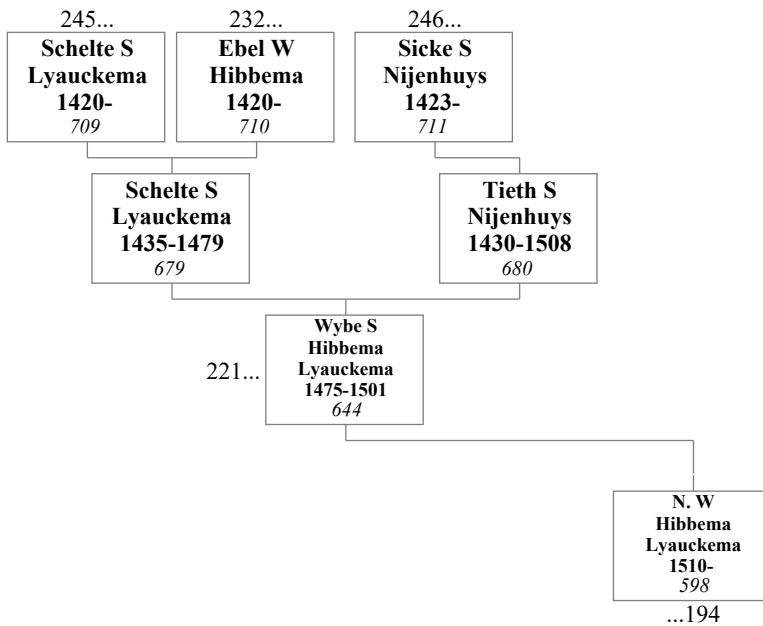 245...
232...
246...
Schelte S
Lyauckema
1420-
709
Ebel W
Hibbema
1420-
710
Sicke S
Nijenhuys
1423-
711
Schelte S
Lyauckema
1435-1479
679
Tieth S
Nijenhuys
1430-1508
680
221...
Wybe S
Hibbema
Lyauckema
1475-1501
644
N. W
Hibbema
Lyauckema
1510-
598
...194